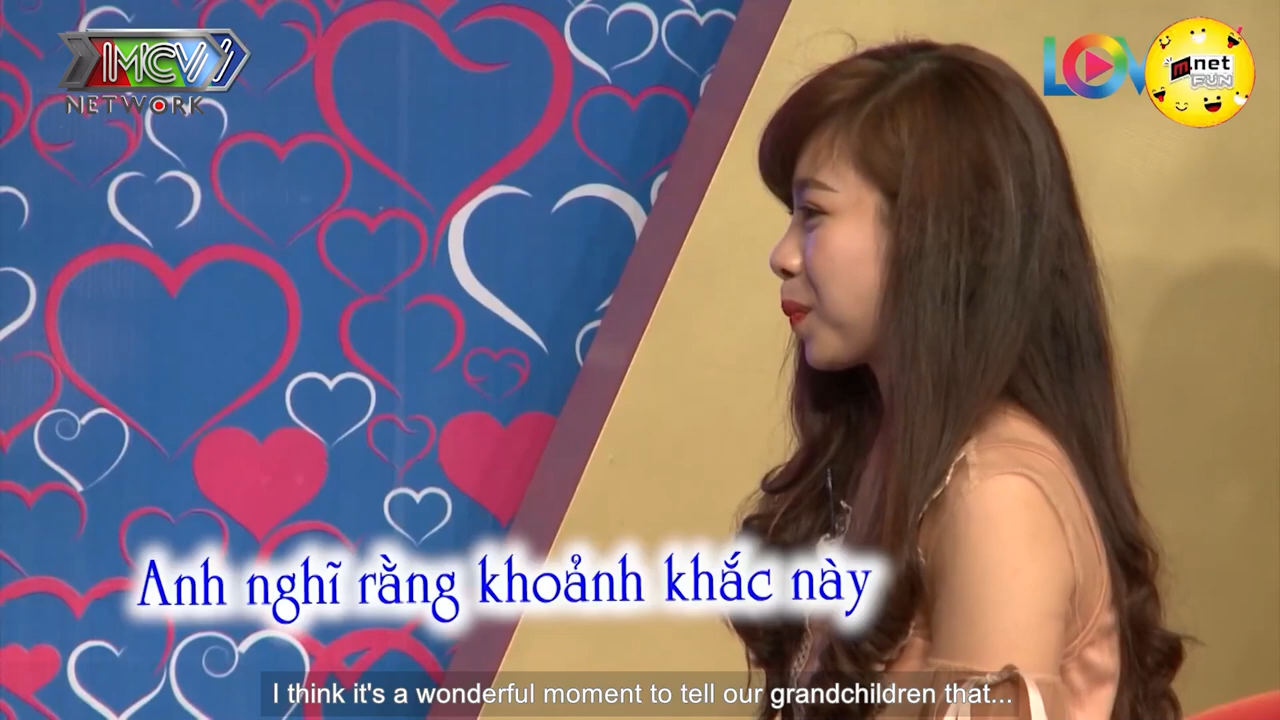 MCV
NETWORK
LOV
m.net
FUN
Anh nghĩ rằng khoảnh khắc này
I think it's a wonderful moment to tell our grandchildren that...